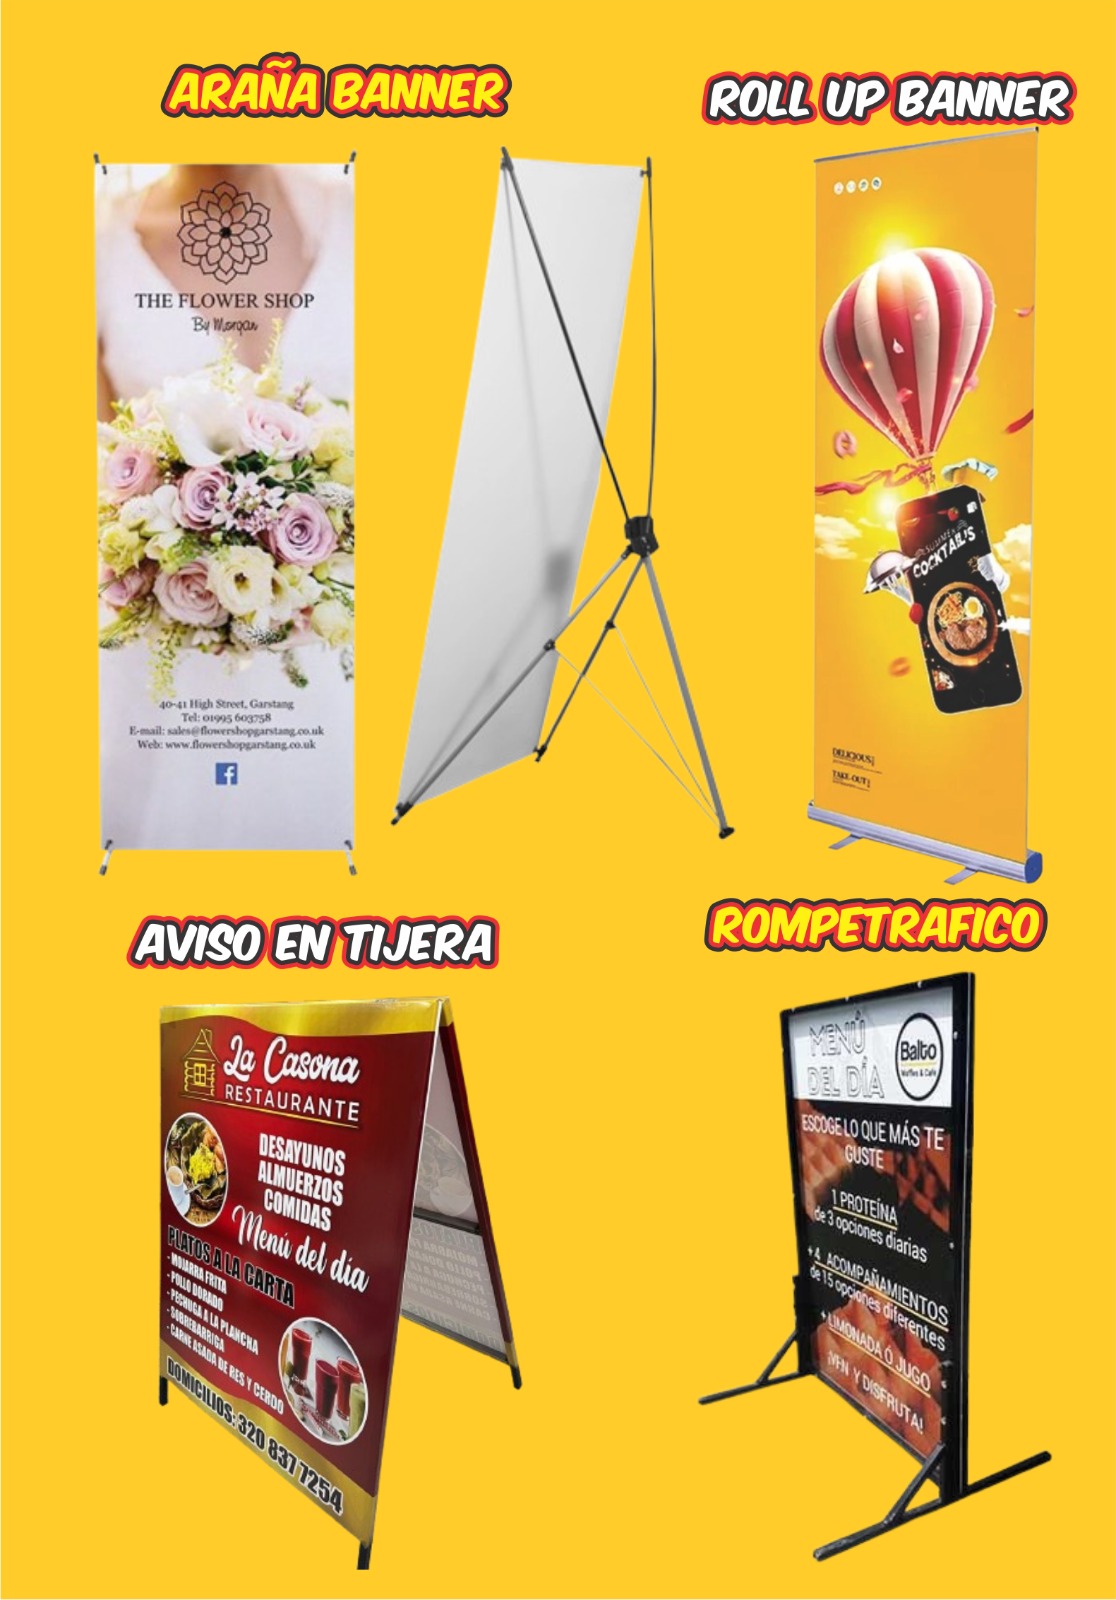 ARAÑA BANNER
ROLL UP BANNER
THE FLOWER SHOP
By Morgan
40-41 High Street, Garstang
Tel: 01995 603758
E-mail: sales@flowershopgarstang.co.uk
Web: www.flowershopgarstang.co.uk
f
SUMMER
COCKTAIL'S
DELICIOUS
TAKE-OUT
AVISO EN TIJERA
ROMPETRAFICO
La Casona
RESTAURANTE
DESAYUNOS
ALMUERZOS
COMIDAS
Menú del día
PLATOS A LA CARTA
- MOJARRA FRITA
- POLLO DORADO
- PECHUGA A LA PLANCHA
- SOBREBARRIGA
- CARNE ASADA DE RES Y CERDO
DOMICILIOS: 320 837 7254
MENÚ
DEL DÍA
Balto
Waffles & Café
ESCOGE LO QUE MÁS TE
GUSTE
1 PROTEÍNA
de 3 opciones diarias
+ 4 ACOMPAÑAMIENTOS
de 15 opciones diferentes
+ LIMONADA Ó JUGO
¡VEN Y DISFRUTA!